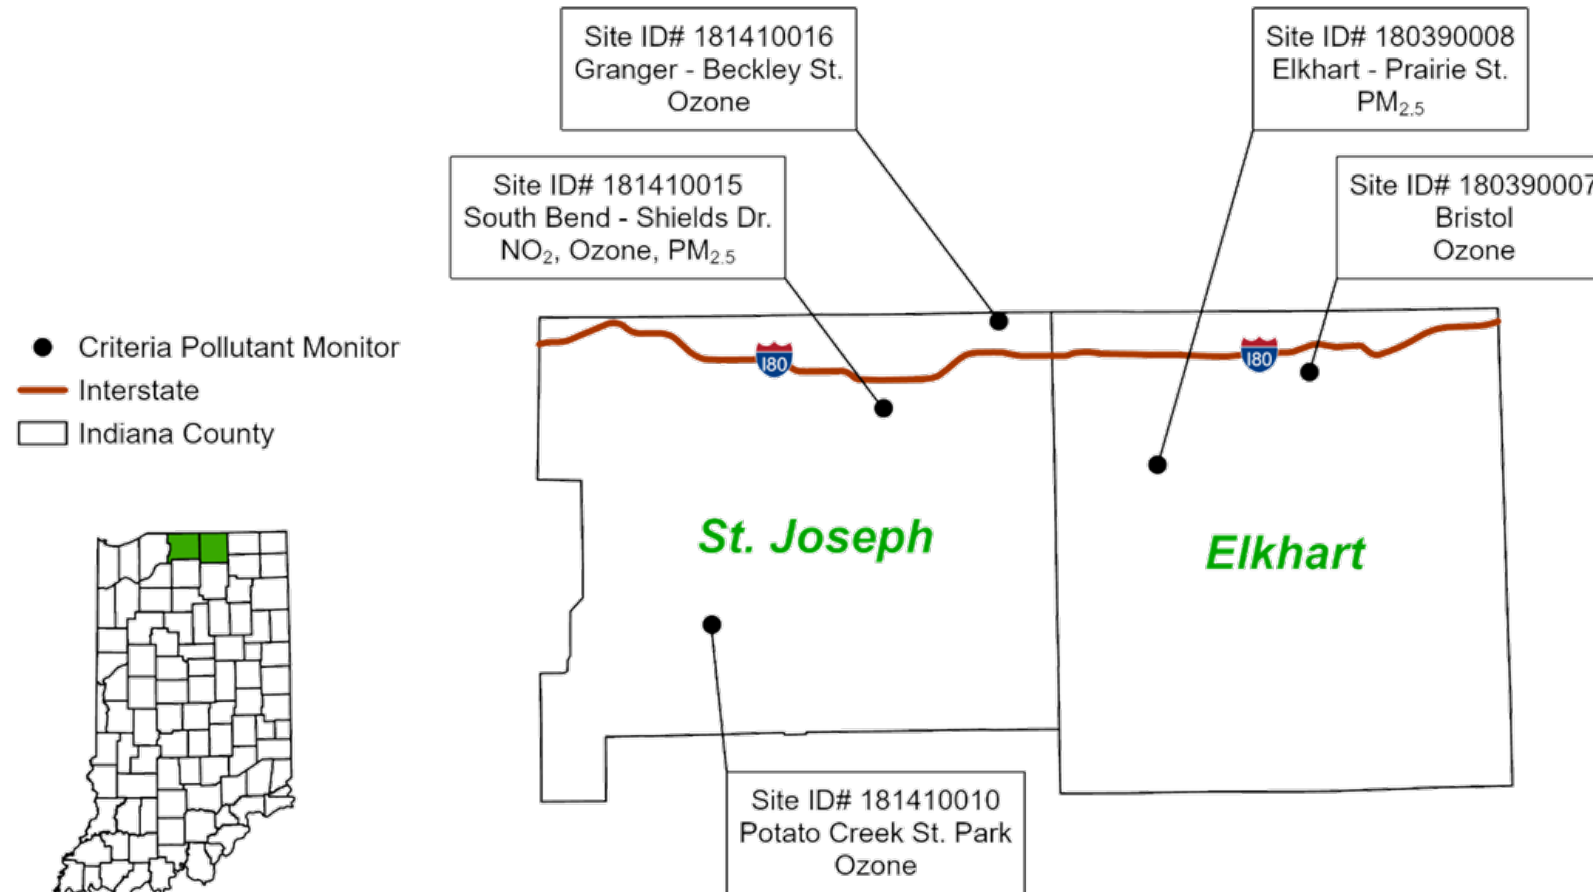 Site ID# 181410016
Granger - Beckley St.
Ozone
Site ID# 180390008
Elkhart - Prairie St.
PM₂.₅
Site ID# 181410015
South Bend - Shields Dr.
NO₂, Ozone, PM₂.₅
Site ID# 180390007
Bristol
Ozone
Criteria Pollutant Monitor
Interstate
Indiana County
180
180
St. Joseph
Elkhart
Site ID# 181410010
Potato Creek St. Park
Ozone